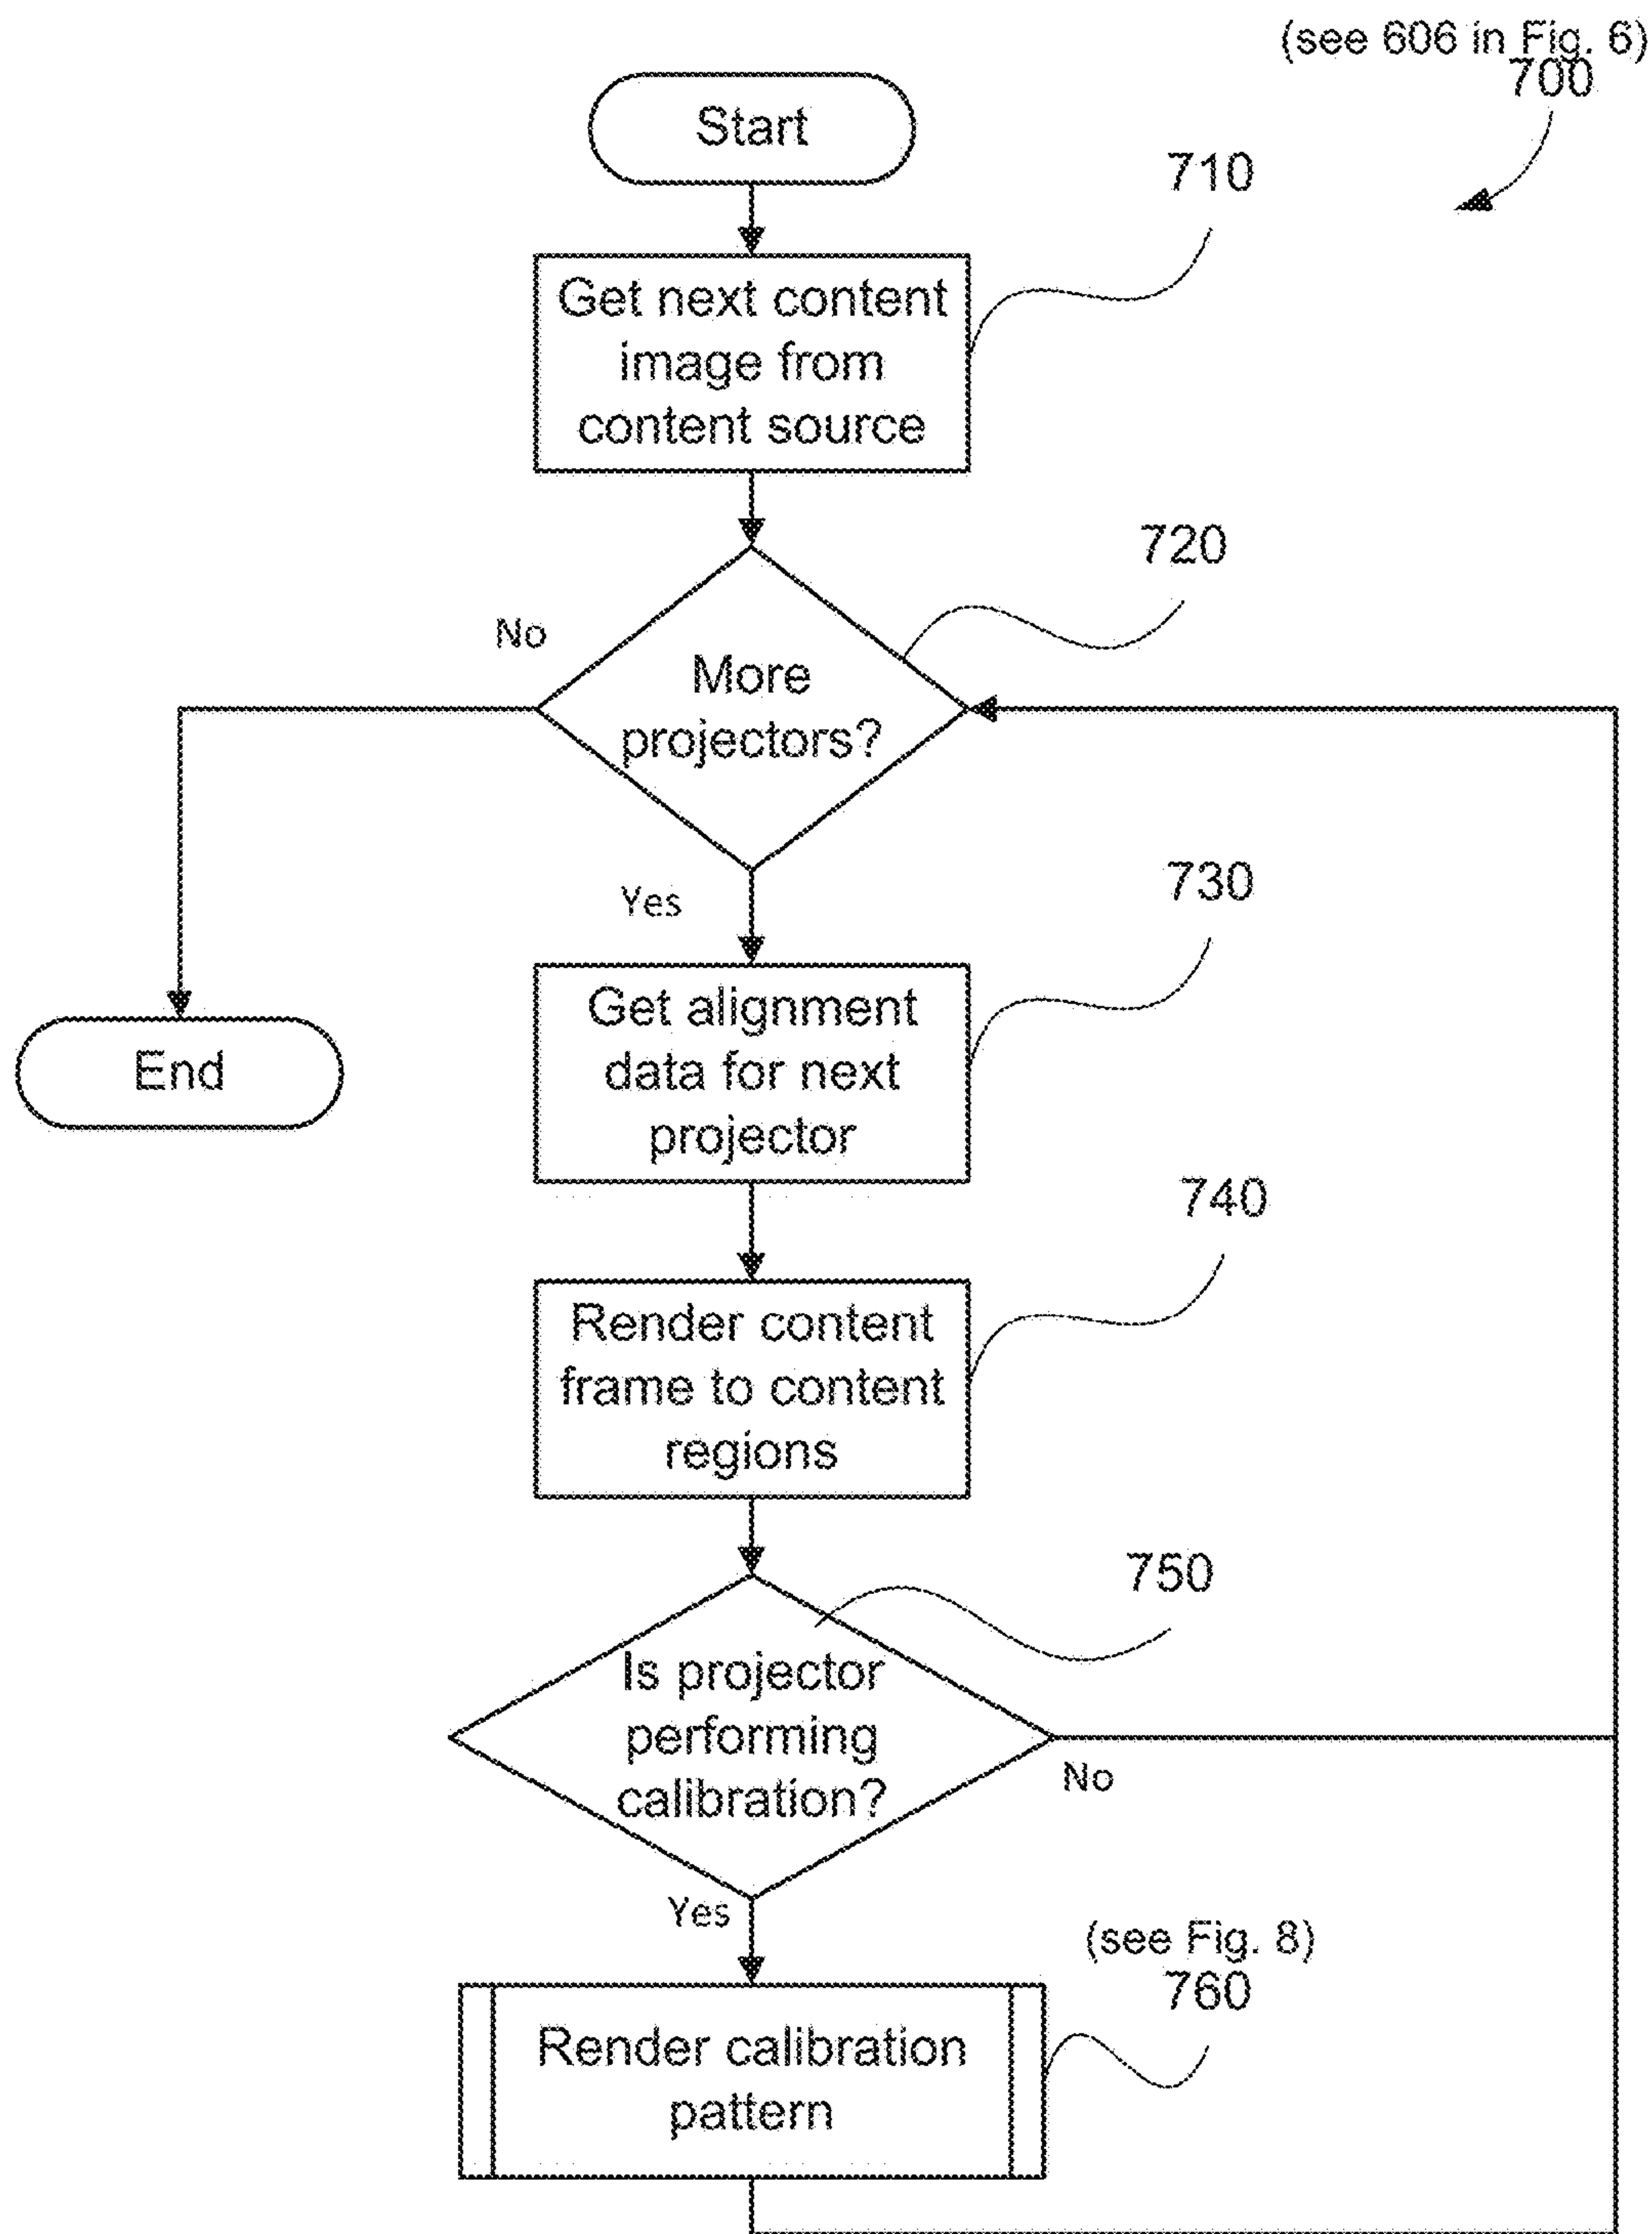 (see 606 in Fig. 6)
700
Start
710
Get next content
image from
content source
720
No
More
projectors?
Yes
730
Get alignment
data for next
projector
End
740
Render content
frame to content
regions
750
Is projector
performing
calibration?
No
Yes
(see Fig. 8)
760
Render calibration
pattern